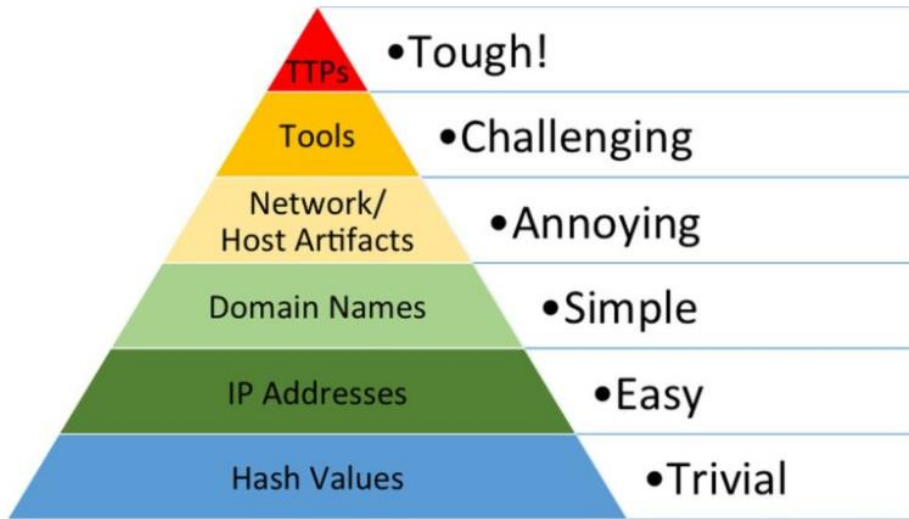 TTPs
•Tough!
Tools
•Challenging
Network/
Host Artifacts
•Annoying
Domain Names
•Simple
IP Addresses
•Easy
Hash Values
•Trivial